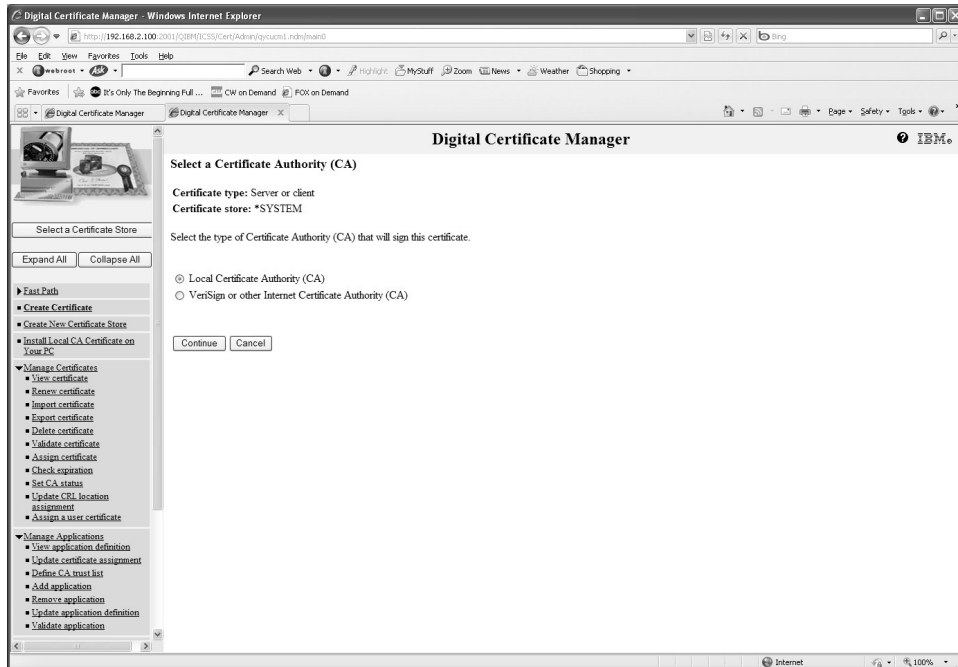 Digital Certificate Manager - Windows Internet Explorer
http://192.168.2.100:2001/QIBM/ICSS/Cert/Admin/qycucm1.ndm/main0
Bing
File Edit View Favorites Tools Help
webroot Ask Search Web Highlight MyStuff Zoom News Weather Shopping
Favorites It's Only The Beginning Full ... CW on Demand FOX on Demand
Digital Certificate Manager Digital Certificate Manager X Page Safety Tools
Digital Certificate Manager
IBM
Select a Certificate Store
Expand All Collapse All
Fast Path
Create Certificate
Create New Certificate Store
Install Local CA Certificate on
Your PC
Manage Certificates
View certificate
Renew certificate
Import certificate
Export certificate
Delete certificate
Validate certificate
Assign certificate
Check expiration
Set CA status
Update CRL location
assignment
Assign a user certificate
Manage Applications
View application definition
Update certificate assignment
Define CA trust list
Add application
Remove application
Update application definition
Validate application
Select a Certificate Authority (CA)
Certificate type: Server or client
Certificate store: *SYSTEM
Select the type of Certificate Authority (CA) that will sign this certificate.
Local Certificate Authority (CA)
VeriSign or other Internet Certificate Authority (CA)
Continue Cancel
Internet 100%